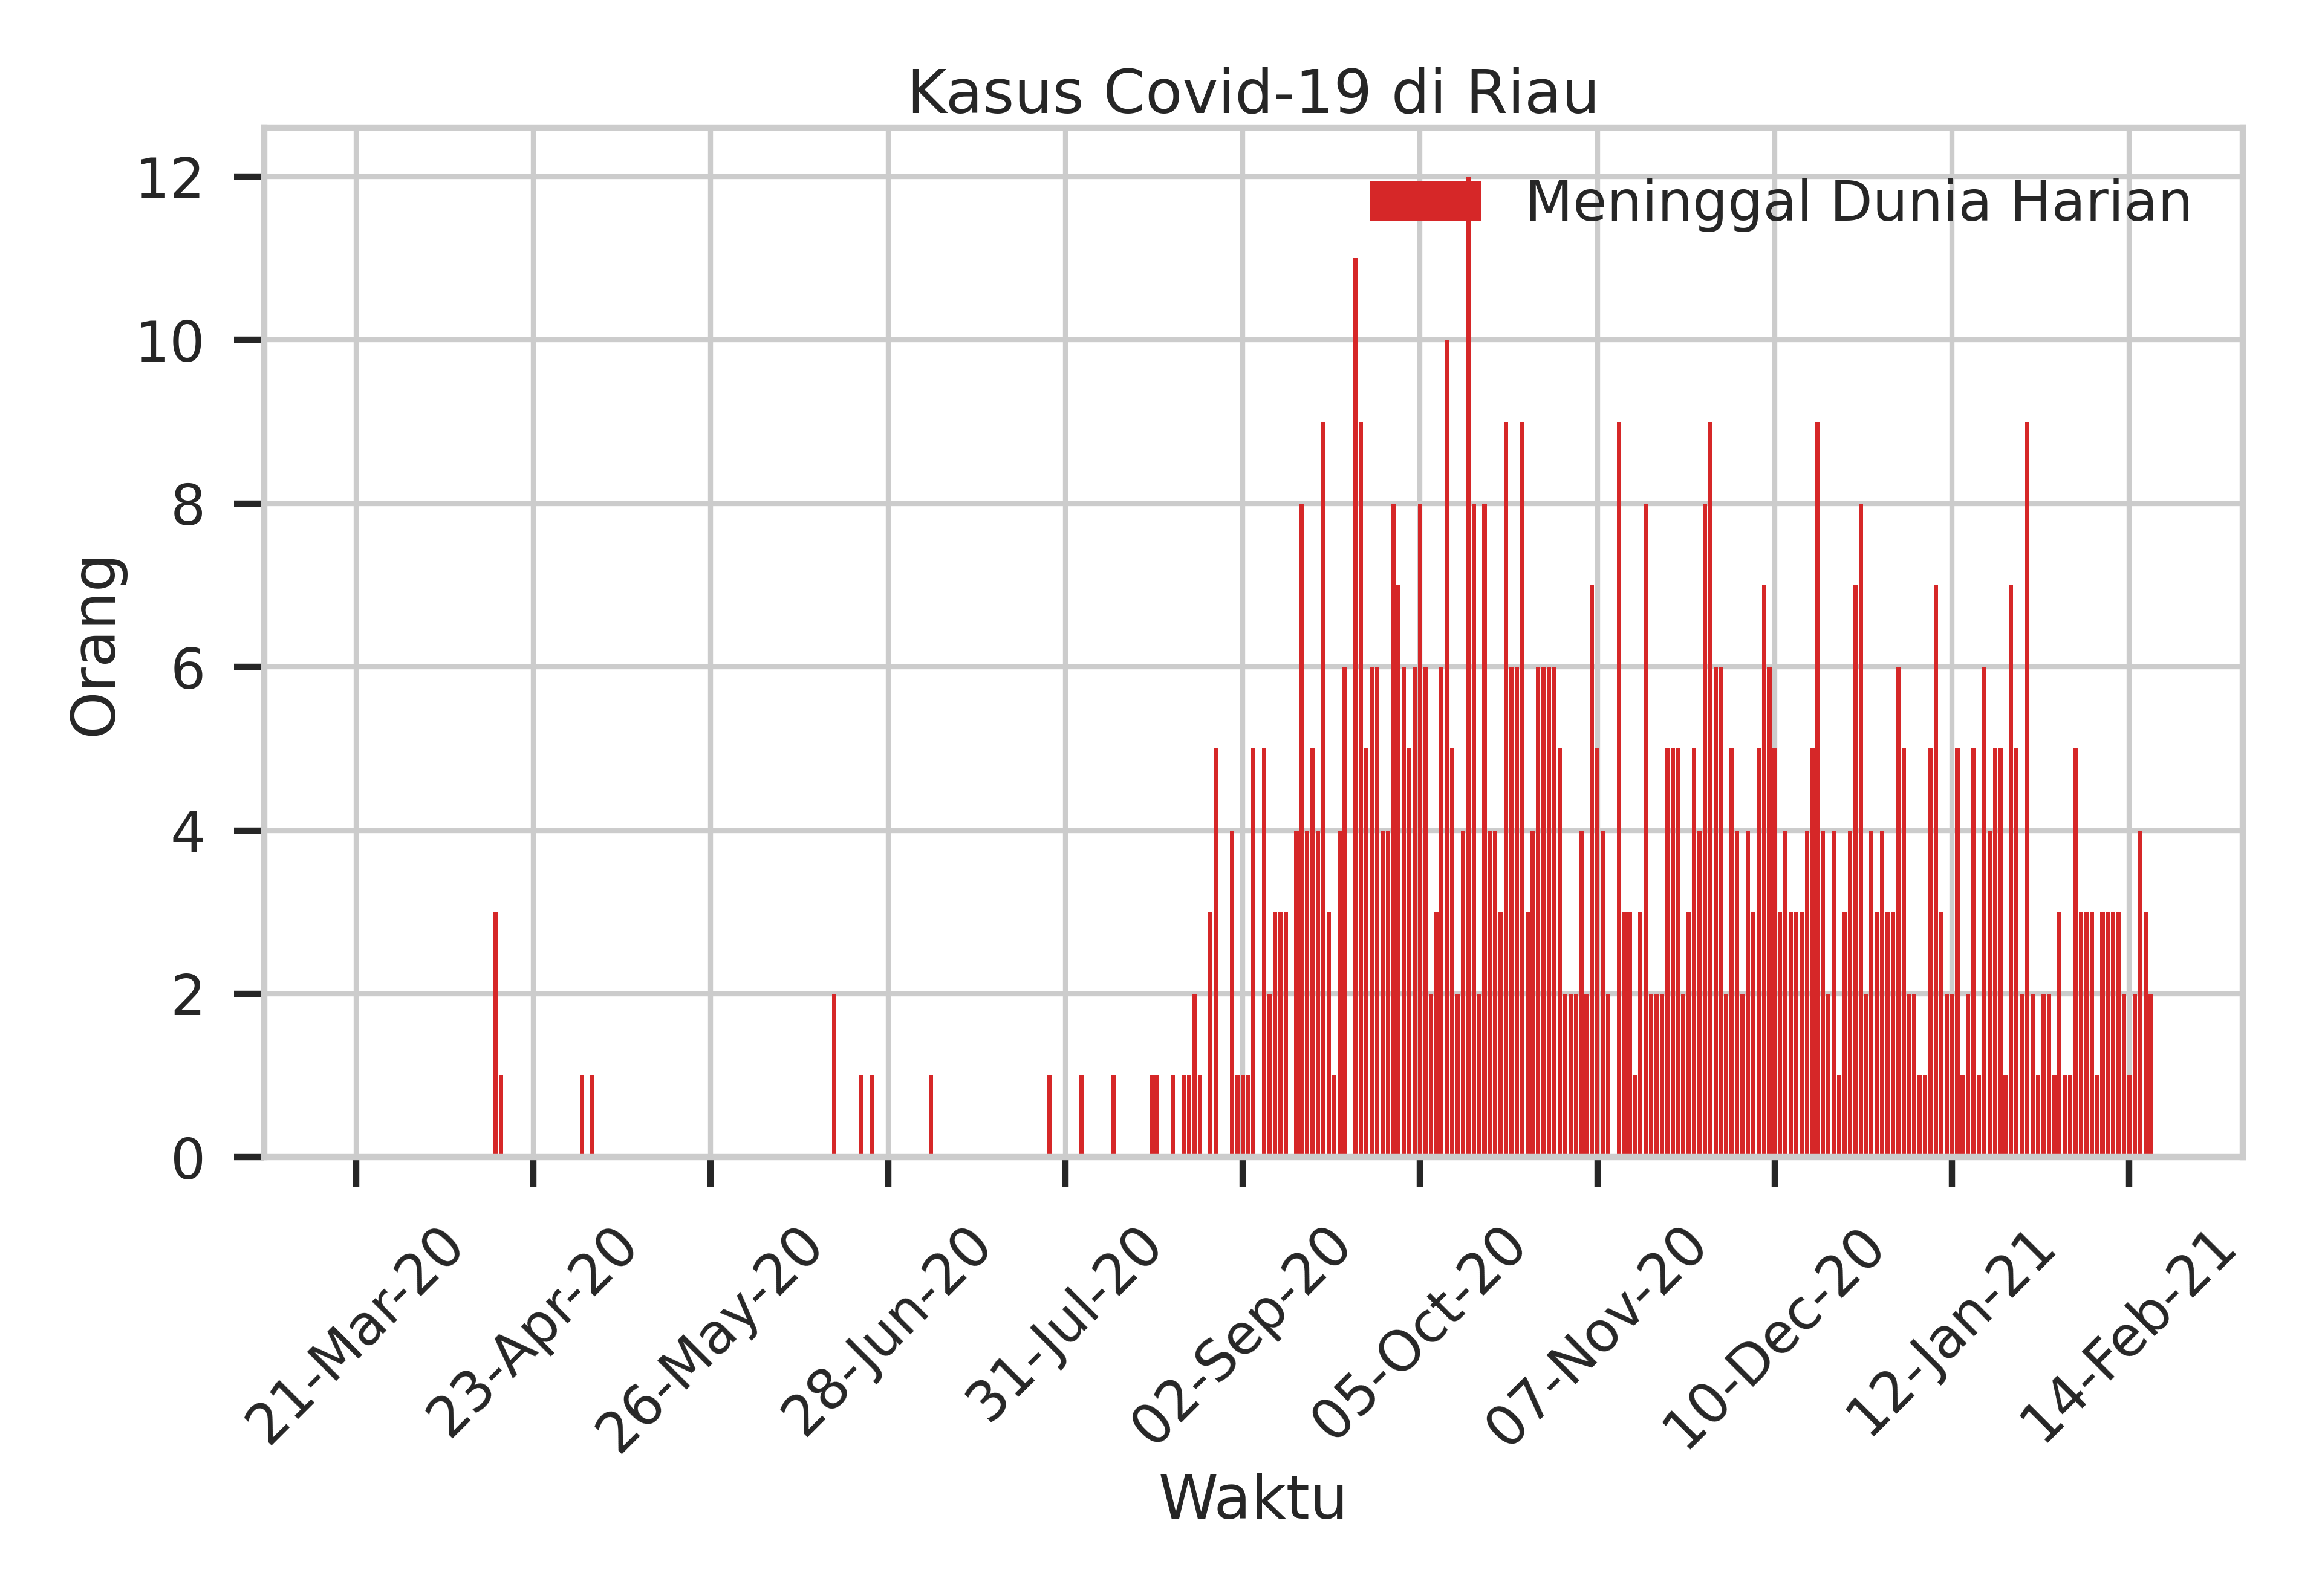 Kasus Covid-19 di Riau
Meninggal Dunia Harian
12
10
8
6
4
2
0
Orang
21-Mar-20
23-Apr-20
26-May-20
28-Jun-20
31-Jul-20
02-Sep-20
05-Oct-20
07-Nov-20
10-Dec-20
12-Jan-21
14-Feb-21
Waktu